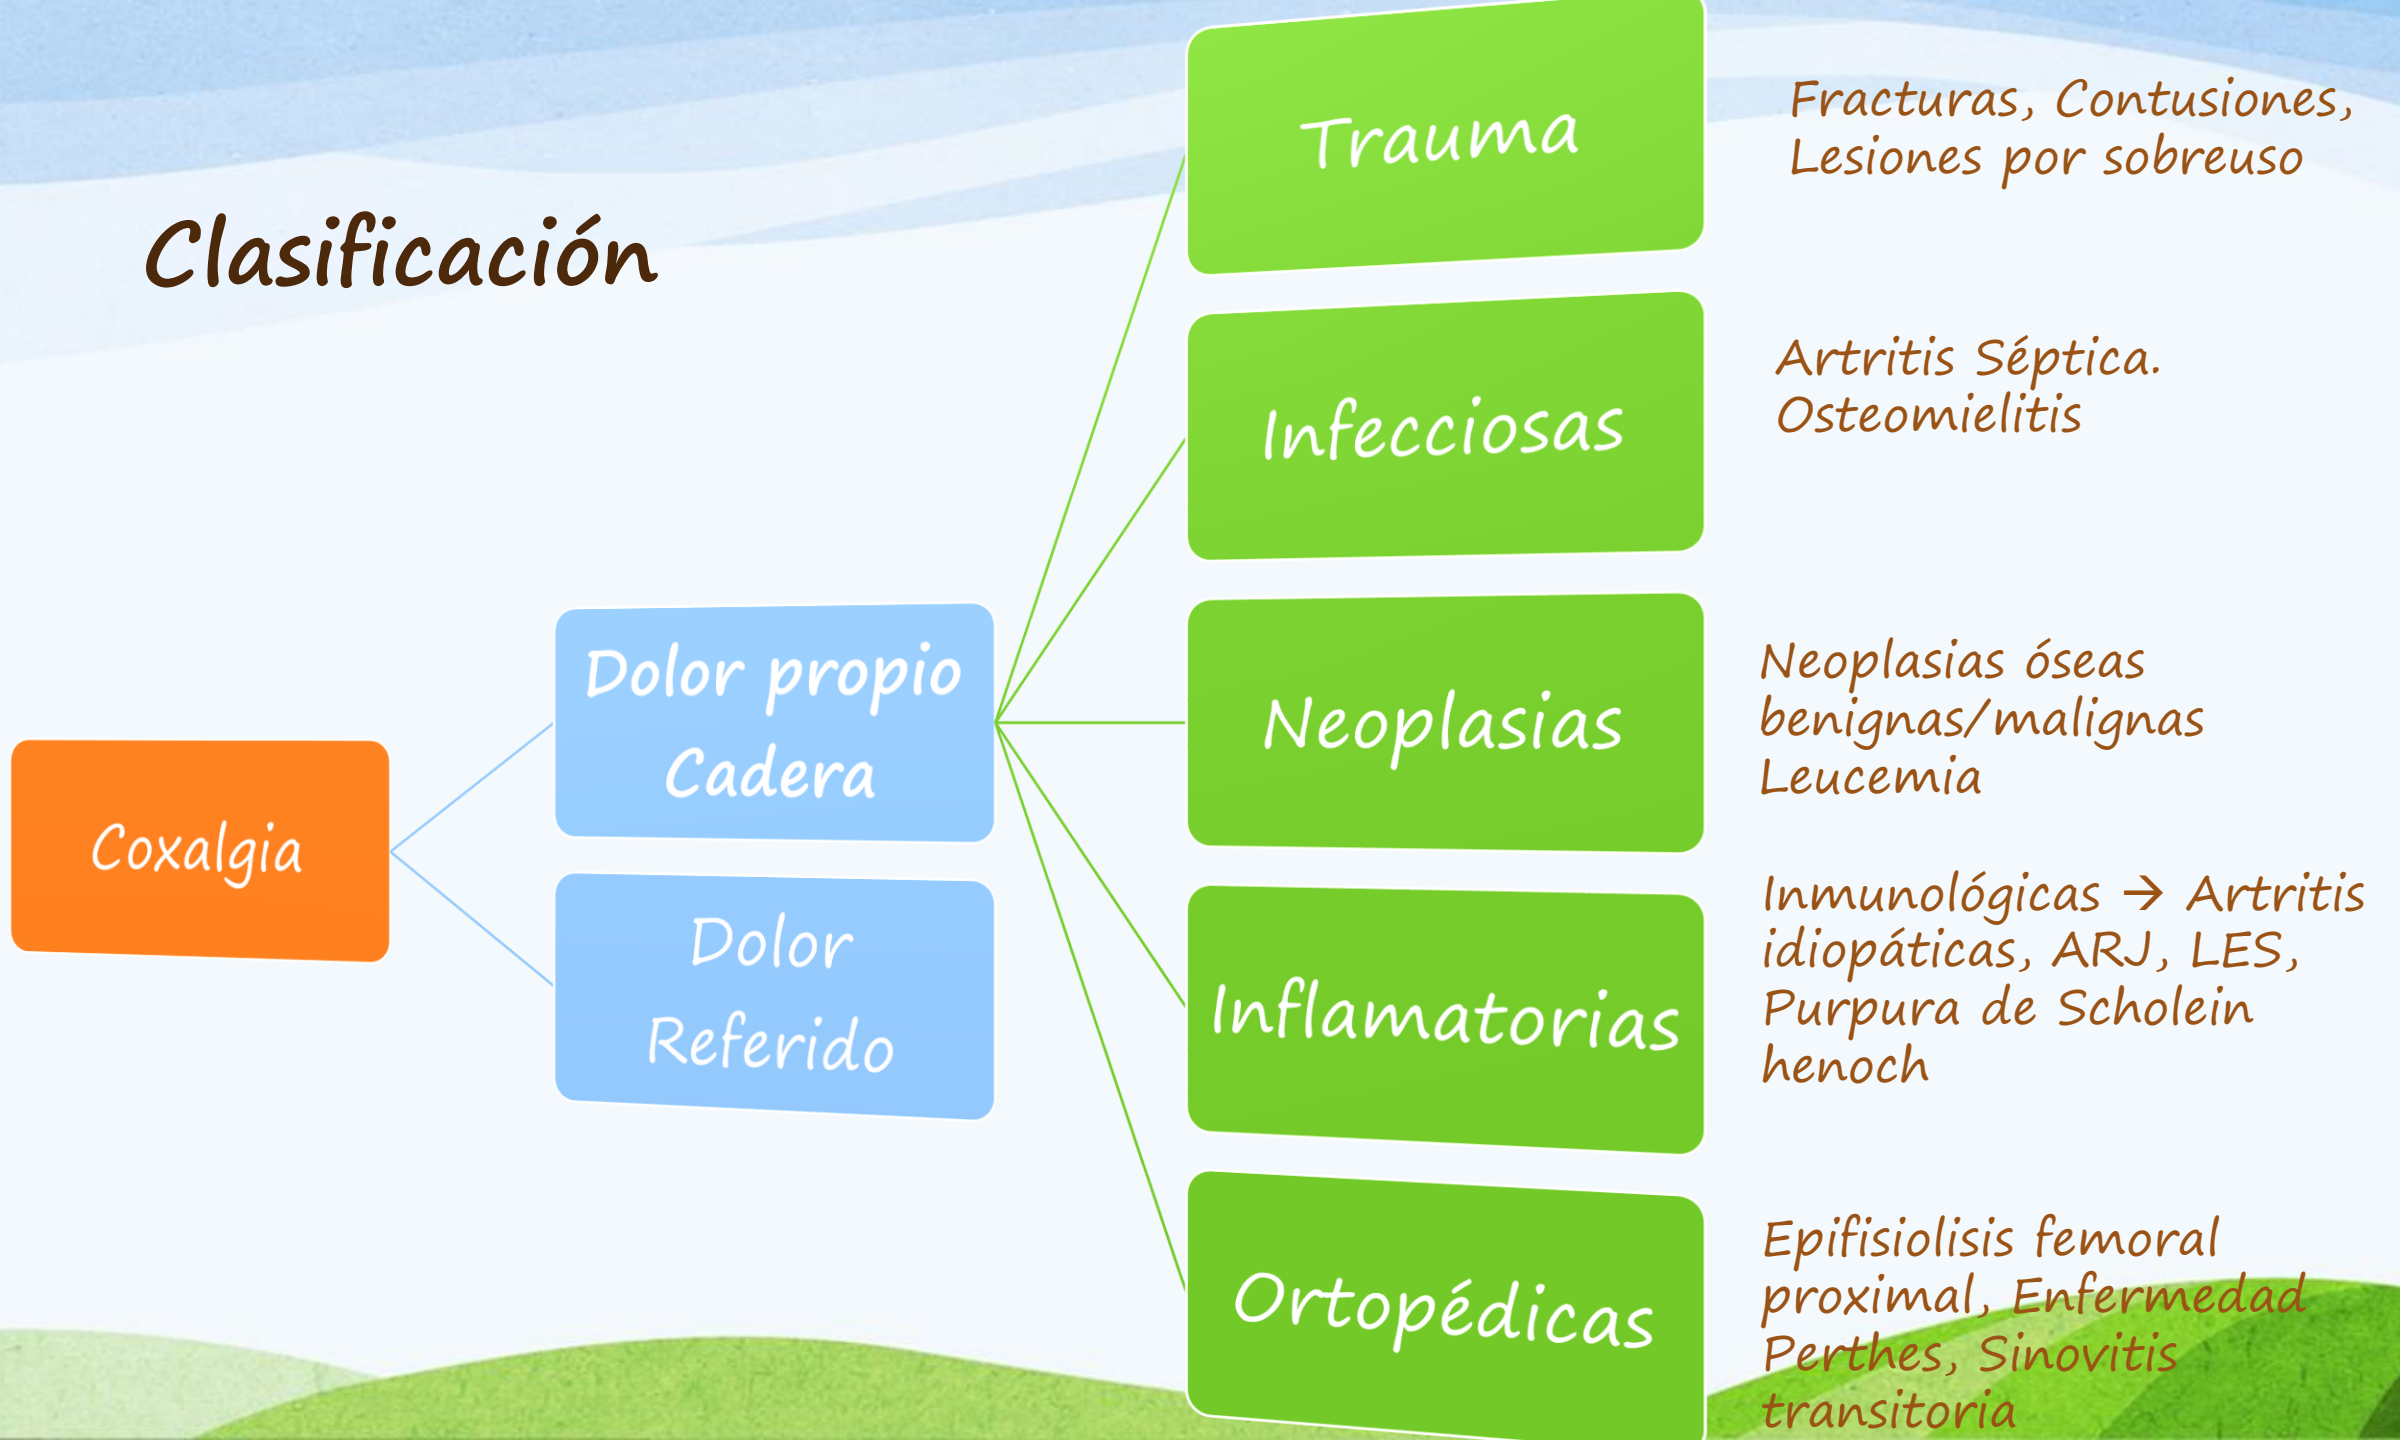 Clasificación
Coxalgia
Dolor propio
Cadera
Dolor
Referido
Trauma
Fracturas, Contusiones,
Lesiones por sobreuso
Infecciosas
Artritis Séptica.
Osteomielitis
Neoplasias
Neoplasias óseas
benignas/malignas
Leucemia
Inflamatorias
Inmunológicas → Artritis
idiopáticas, ARJ, LES,
Purpura de Scholein
henoch
Ortopédicas
Epifisiolisis femoral
proximal, Enfermedad
Perthes, Sinovitis
transitoria